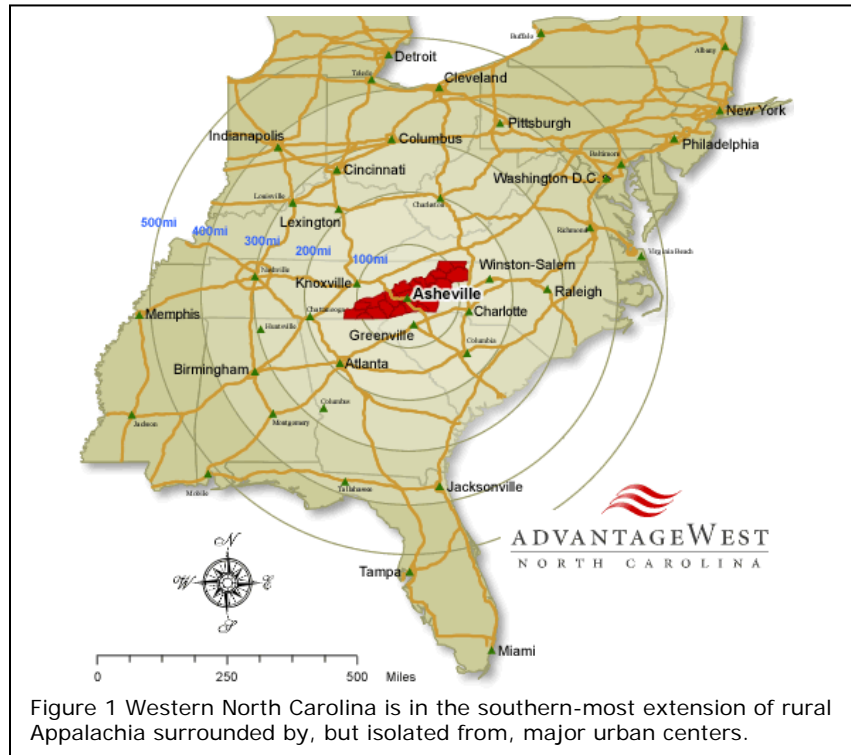 Buffalo
Albany
Detroit
Toledo
Cleveland
New York
Pittsburgh
Indianapolis
Columbus
Philadelphia
Baltimore
Cincinnati
Washington D.C.
Louisville
Charleston
Lexington
500mi
400mi
Richmond
300mi
Virginia Beach
200mi
100mi
Nashville
Winston-Salem
Knoxville
Asheville
Raleigh
Memphis
Chattanooga
Charlotte
Huntsville
Greenville
Columbia
Birmingham
Atlanta
Columbus
Jackson
Montgomery
Jacksonville
Mobile
Tallahassee
ADVANTAGEWEST
NORTH CAROLINA
N
W E
S
Tampa
Miami
0 250 500 Miles
Figure 1 Western North Carolina is in the southern-most extension of rural
Appalachia surrounded by, but isolated from, major urban centers.